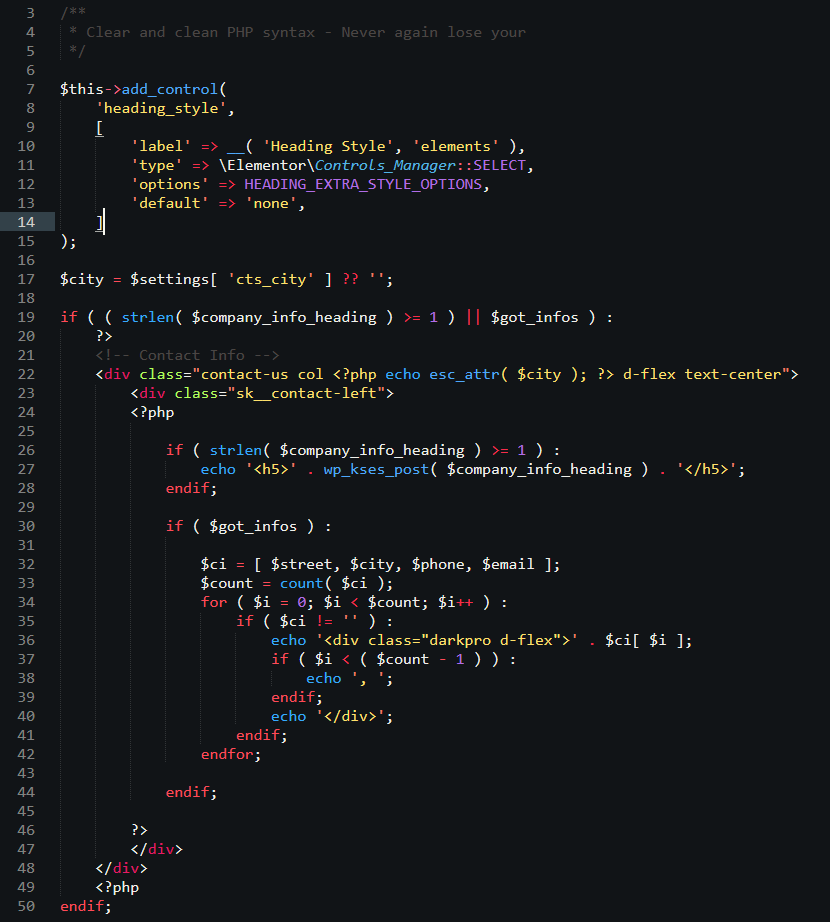 3 /**
4  * Clear and clean PHP syntax - Never again lose your
5  */
6
7 $this->add_control(
8     'heading_style',
9     [
10         'label' => __( 'Heading Style', 'elements' ),
11         'type' => \Elementor\Controls_Manager::SELECT,
12         'options' => HEADING_EXTRA_STYLE_OPTIONS,
13         'default' => 'none',
14     ]
15 );
16
17 $city = $settings[ 'cts_city' ] ?? '';
18
19 if ( ( strlen( $company_info_heading ) >= 1 ) || $got_infos ) :
20     ?>
21     <!-- Contact Info -->
22     <div class="contact-us col <?php echo esc_attr( $city ); ?> d-flex text-center">
23         <div class="sk__contact-left">
24         <?php
25
26             if ( strlen( $company_info_heading ) >= 1 ) :
27                 echo '<h5>' . wp_kses_post( $company_info_heading ) . '</h5>';
28             endif;
29
30             if ( $got_infos ) :
31
32                 $ci = [ $street, $city, $phone, $email ];
33                 $count = count( $ci );
34                 for ( $i = 0; $i < $count; $i++ ) :
35                     if ( $ci != '' ) :
36                         echo '<div class="darkpro d-flex">' . $ci[ $i ];
37                         if ( $i < ( $count - 1 ) ) :
38                             echo ', ';
39                         endif;
40                         echo '</div>';
41                     endif;
42                 endfor;
43
44             endif;
45
46         ?>
47         </div>
48     </div>
49     <?php
50 endif;